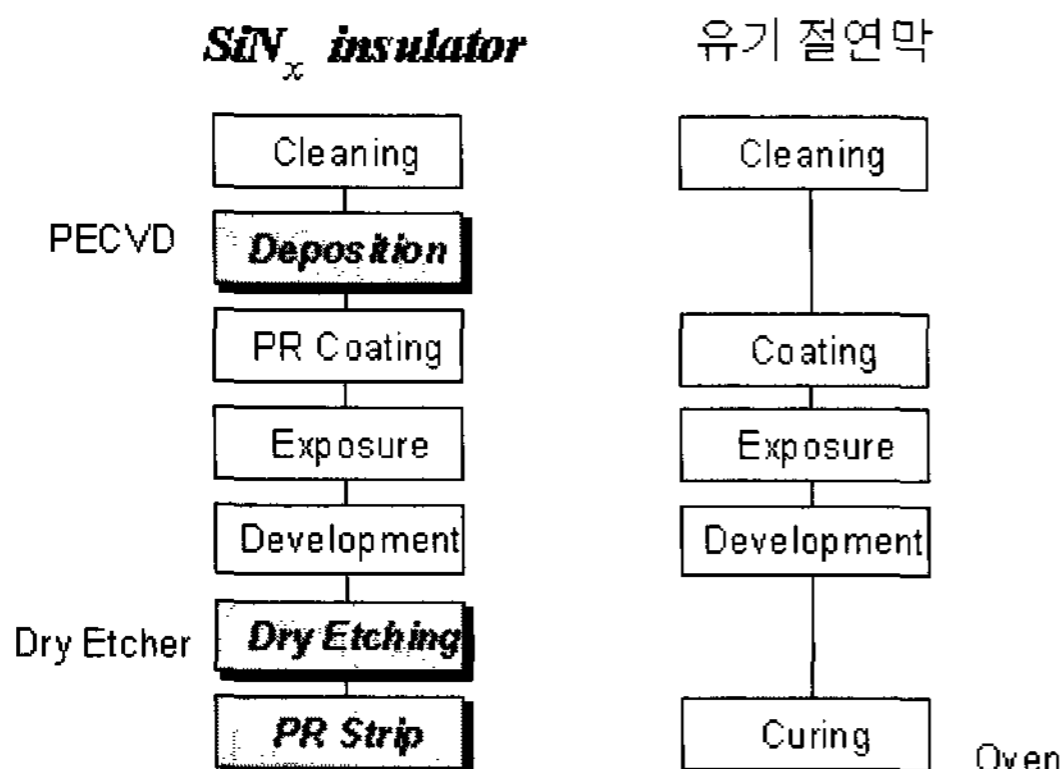 SiNx insulator
유기 절연막
Cleaning
Cleaning
PECVD
Deposition
PR Coating
Coating
Exposure
Exposure
Development
Development
Dry Etcher
Dry Etching
PR Strip
Curing
Oven